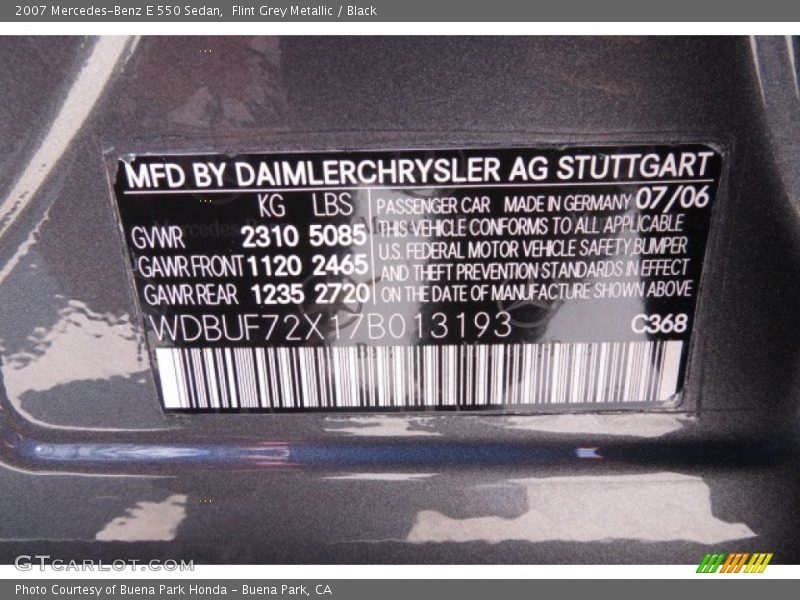 2007 Mercedes-Benz E 550 Sedan,  Flint Grey Metallic / Black
MFD BY DAIMLERCHRYSLER AG STUTTGART
KG LBS
GVWR 2310 5085
GAWR FRONT 1120 2465
GAWR REAR 1235 2720
PASSENGER CAR MADE IN GERMANY 07/06
THIS VEHICLE CONFORMS TO ALL APPLICABLE
U.S. FEDERAL MOTOR VEHICLE SAFETY, BUMPER
AND THEFT PREVENTION STANDARDS IN EFFECT
ON THE DATE OF MANUFACTURE SHOWN ABOVE
WDBUF72X17B013193 C368
GTCARLOT.COM
Photo Courtesy of Buena Park Honda - Buena Park, CA